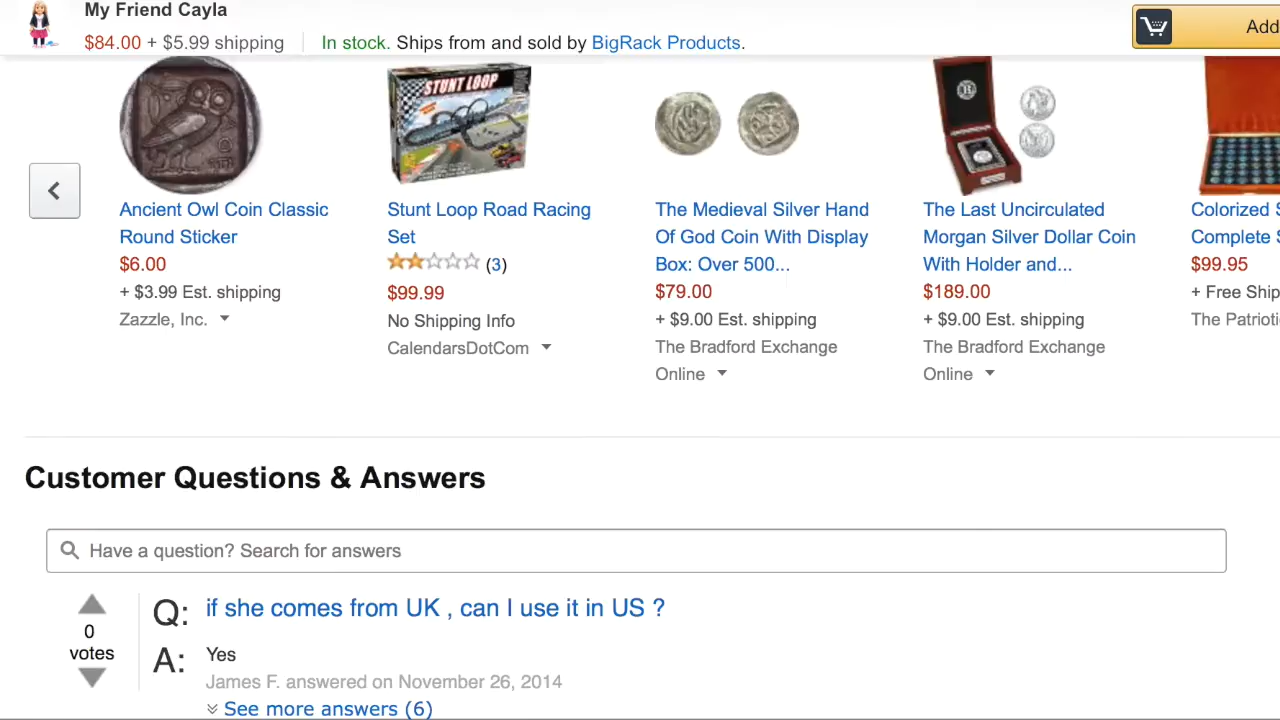 My Friend Cayla
$84.00 + $5.99 shipping
In stock. Ships from and sold by BigRack Products.
Add
STUNT LOOP
Ancient Owl Coin Classic
Round Sticker
$6.00
+ $3.99 Est. shipping
Zazzle, Inc.
Stunt Loop Road Racing
Set
(3)
$99.99
No Shipping Info
CalendarsDotCom
The Medieval Silver Hand
Of God Coin With Display
Box: Over 500...
$79.00
+ $9.00 Est. shipping
The Bradford Exchange
Online
The Last Uncirculated
Morgan Silver Dollar Coin
With Holder and...
$189.00
+ $9.00 Est. shipping
The Bradford Exchange
Online
Colorized S
Complete S
$99.95
+ Free Ship
The Patrioti
Customer Questions & Answers
Have a question? Search for answers
0
votes
Q: if she comes from UK , can I use it in US ?
A: Yes
James F. answered on November 26, 2014
See more answers (6)